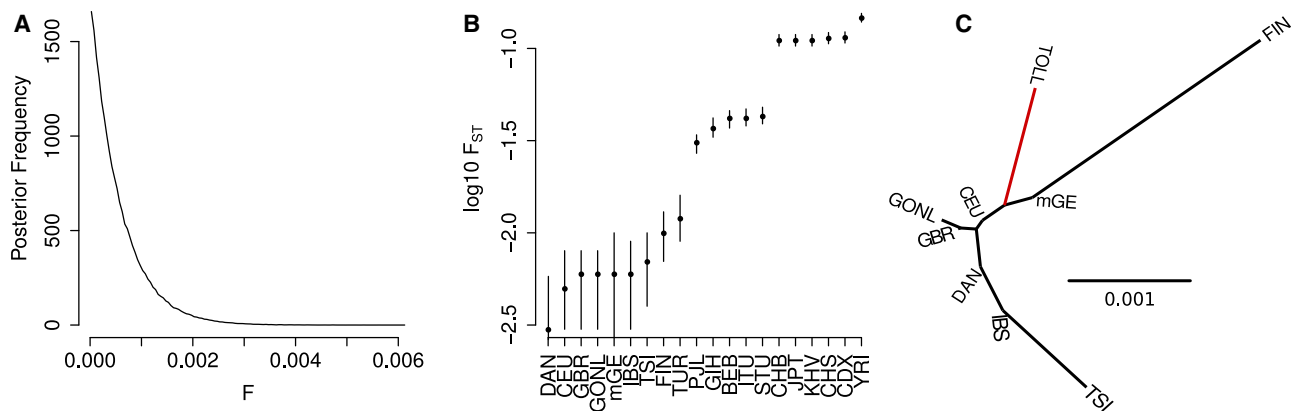 A
Posterior Frequency
1500
1000
500
0
0.000
0.002
0.004
0.006
F
B
log10 FST
−1.0
−1.5
−2.0
−2.5
DAN
CEU
GBR
GONL
mGE
IBS
TSI
FIN
TUR
PJL
GIH
BEB
ITU
STU
CHB
JPT
KHV
CHS
CDX
YRI
C
FIN
TOLL
mGE
CEU
GONL
GBR
DAN
IBS
TSI
0.001